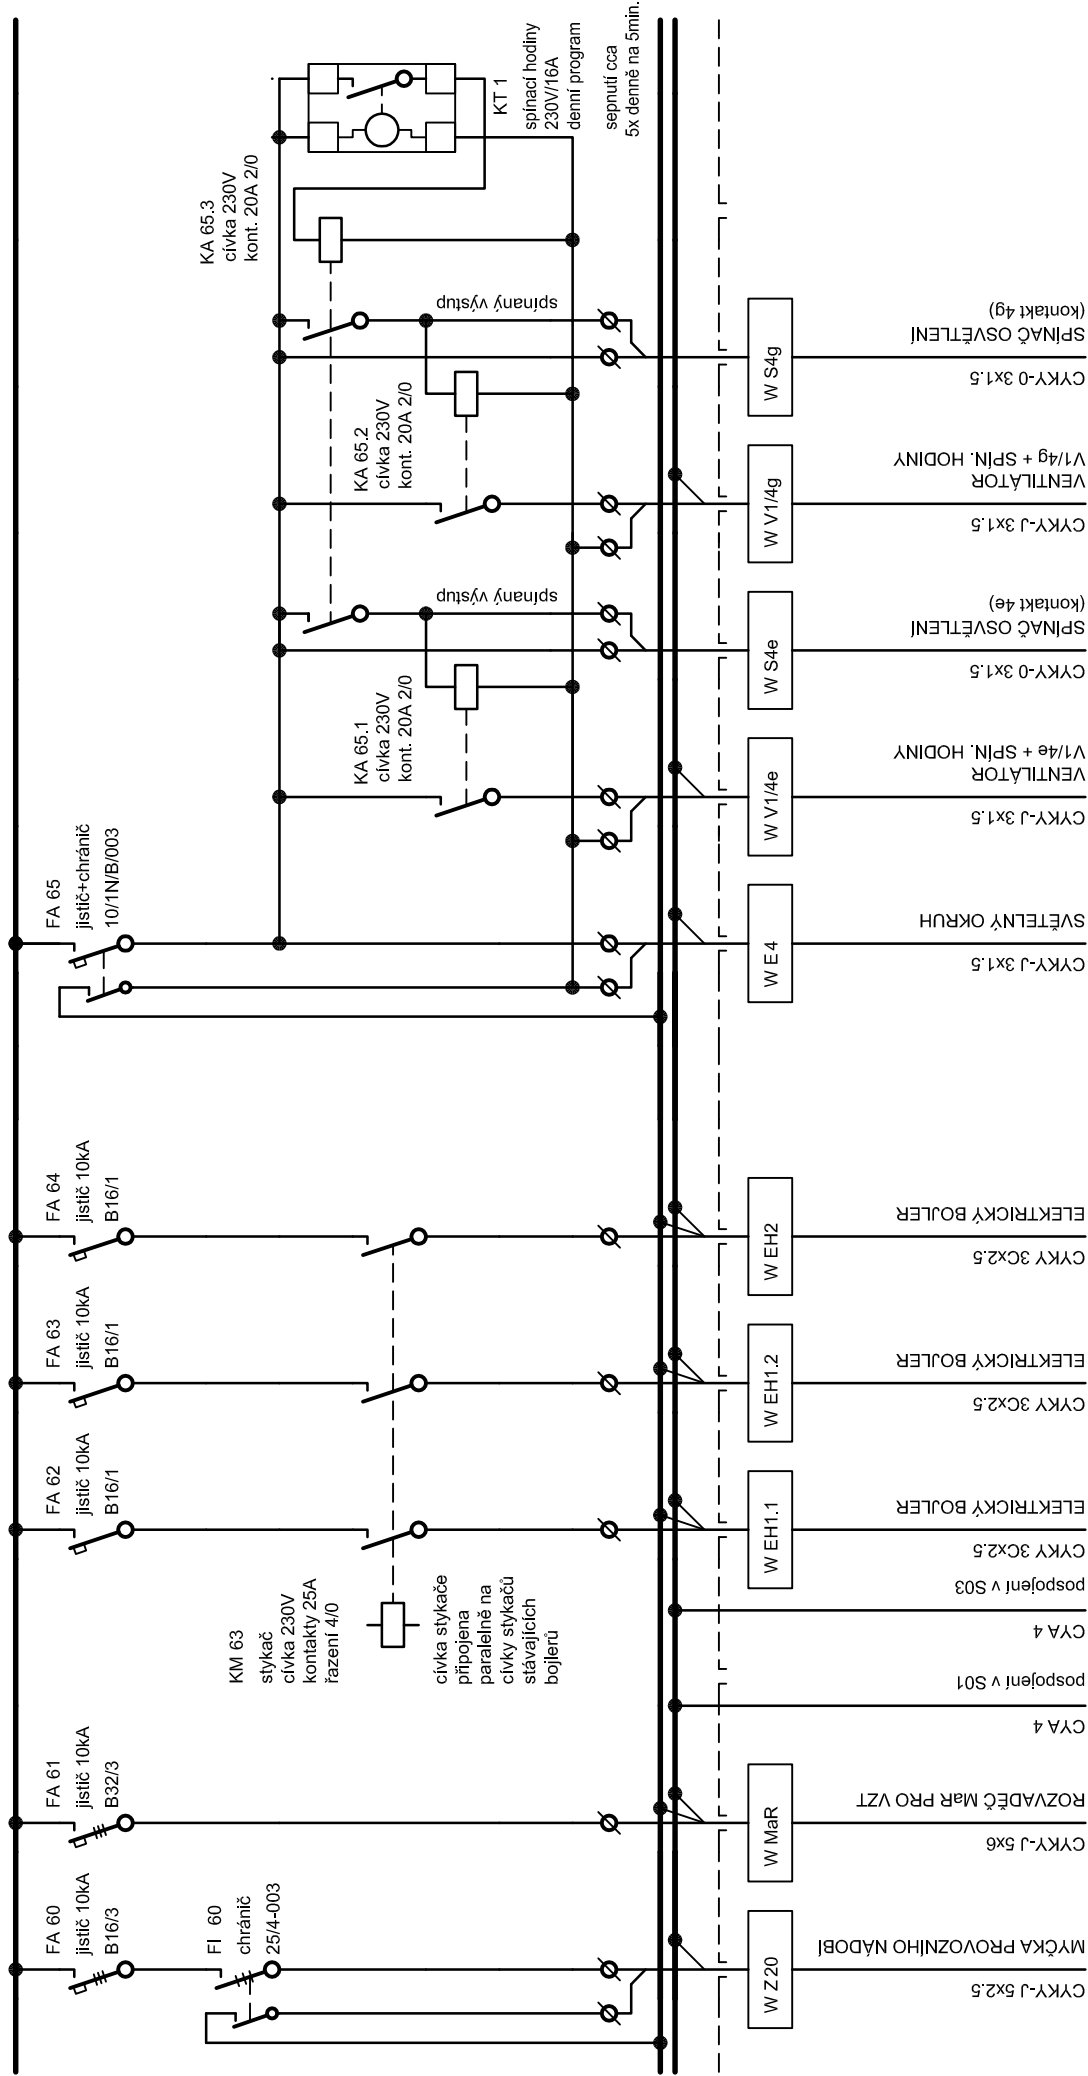 FA 60
jistič 10kA
B16/3
FI 60
chránič
25/4-003
FA 61
jistič 10kA
B32/3
KM 63
stykač
cívka 230V
kontakty 25A
řazení 4/0
cívka stykače
připojena
paralelně na
cívky stykačů
stávajících
bojlerů
FA 62
jistič 10kA
B16/1
FA 63
jistič 10kA
B16/1
FA 64
jistič 10kA
B16/1
FA 65
jistič+chránič
10/1N/B/003
KA 65.1
cívka 230V
kont. 20A 2/0
spínaný výstup
KA 65.2
cívka 230V
kont. 20A 2/0
spínaný výstup
KA 65.3
cívka 230V
kont. 20A 2/0
KT 1
spínací hodiny
230V/16A
denní program
sepnutí cca
5x denně na 5min.
W Z 20
CYKY-J 5x2.5
MYČKA PROVOZNÍHO NÁDOBÍ
W MaR
CYKY-J 5x6
ROZVADĚČ MaR PRO VZT
CYA 4
pospojení v S01
CYA 4
pospojení v S03
W EH1.1
CYKY 3Cx2.5
ELEKTRICKÝ BOJLER
W EH1.2
CYKY 3Cx2.5
ELEKTRICKÝ BOJLER
W EH2
CYKY 3Cx2.5
ELEKTRICKÝ BOJLER
W E4
CYKY-J 3x1.5
SVĚTELNÝ OKRUH
W V1/4e
CYKY-J 3x1.5
VENTILÁTOR
V1/4e + SPÍN. HODINY
W S4e
CYKY-0 3x1.5
SPÍNAČ OSVĚTLENÍ
(kontakt 4e)
W V1/4g
CYKY-J 3x1.5
VENTILÁTOR
V1/4g + SPÍN. HODINY
W S4g
CYKY-0 3x1.5
SPÍNAČ OSVĚTLENÍ
(kontakt 4g)